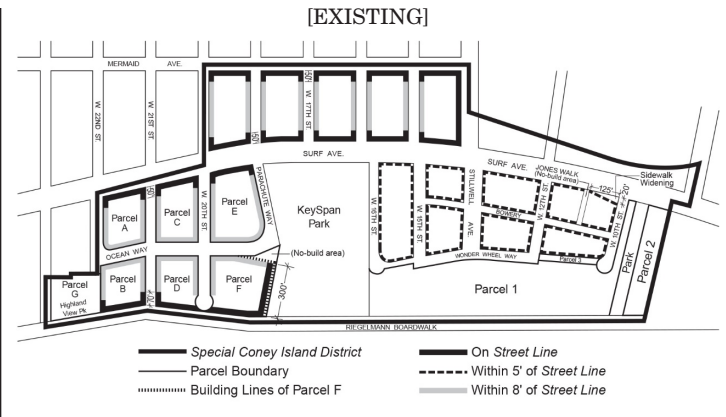 [EXISTING]
MERMAID AVE.
W. 22ND ST.
W. 21ST ST.
50'
W. 17TH ST.
50'
SURF AVE.
SURF AVE.
JONES WALK
(No-build area)
125'
20'
Sidewalk
Widening
50'
W. 20TH ST.
PARACHUTE WAY
Parcel
A
Parcel
C
Parcel
E
KeySpan
Park
W. 16TH ST.
W. 15TH ST.
STILLWELL AVE.
BOWERY
W. 12TH ST.
W. 10TH ST.
OCEAN WAY
(No-build area)
WONDER WHEEL WAY
Parcel 3
Park
Parcel 2
Parcel
G
Highland
View Pk
Parcel
B
70'
Parcel
D
Parcel
F
300'
Parcel 1
RIEGELMANN BOARDWALK
Special Coney Island District
Parcel Boundary
Building Lines of Parcel F
On Street Line
Within 5' of Street Line
Within 8' of Street Line